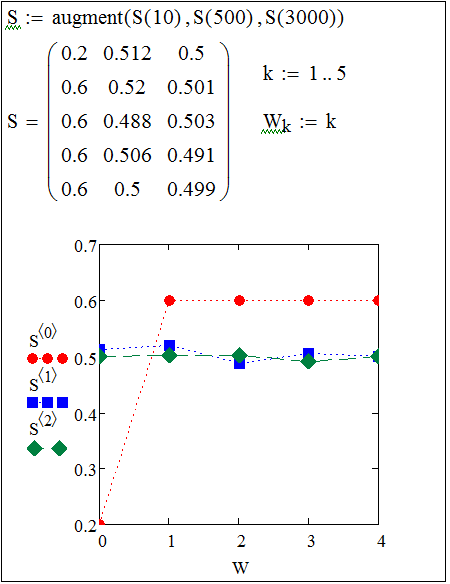 S := augment(S(10) , S(500) , S(3000))
S =
0.2 0.512 0.5
0.6 0.52 0.501
0.6 0.488 0.503
0.6 0.506 0.491
0.6 0.5 0.499
k := 1 .. 5
W_k := k
0.7
0.6
0.5
0.4
0.3
0.2
S^⟨0⟩
S^⟨1⟩
S^⟨2⟩
0 1 2 3 4
W